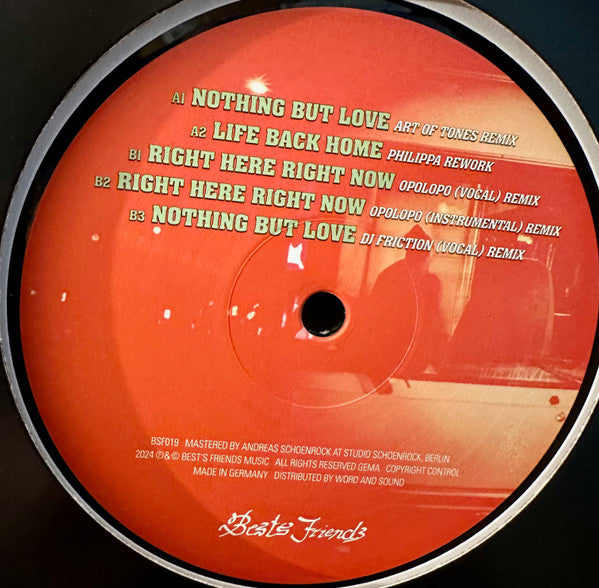 A1 NOTHING BUT LOVE ART OF TONES REMIX
A2 LIFE BACK HOME PHILIPPA REWORK
B1 RIGHT HERE RIGHT NOW OPOLOPO (VOCAL) REMIX
B2 RIGHT HERE RIGHT NOW OPOLOPO (INSTRUMENTAL) REMIX
B3 NOTHING BUT LOVE DJ FRICTION (VOCAL) REMIX
BSF019 MASTERED BY ANDREAS SCHOENROCK AT STUDIO SCHOENROCK, BERLIN
2024 ℗&© BEST'S FRIENDS MUSIC ALL RIGHTS RESERVED GEMA COPYRIGHT CONTROL
MADE IN GERMANY DISTRIBUTED BY WORD AND SOUND
Best's Friends